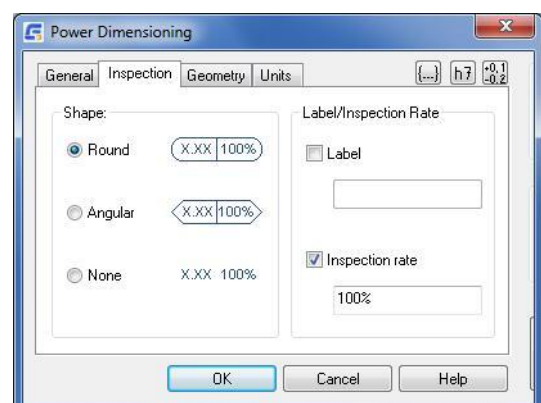 Power Dimensioning
General Inspection Geometry Units {...} h7 +0,1 -0.2
Shape:
Round X.XX 100%
Angular X.XX 100%
None X.XX 100%
Label/Inspection Rate
Label
Inspection rate
100%
OK Cancel Help